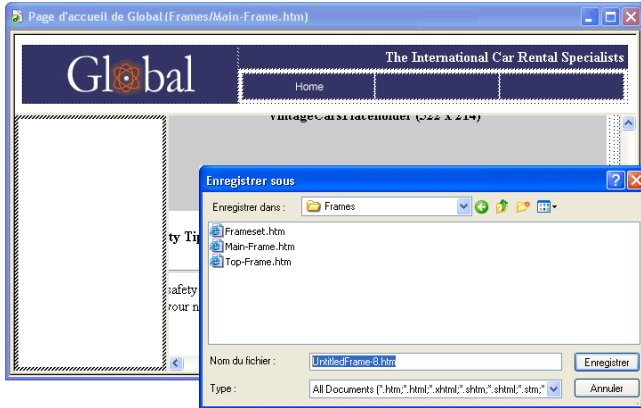 Page d'accueil de Global (Frames/Main-Frame.htm)
Global
The International Car Rental Specialists
Home
VintageCarsPlaceholder (322 x 214)
ty Tip
safety
your n
Enregistrer sous
Enregistrer dans :
Frames
Frameset.htm
Main-Frame.htm
Top-Frame.htm
Nom du fichier :
UntitledFrame-8.htm
Enregistrer
Type :
All Documents (*.htm;*.html;*.xhtml;*.shtm;*.shtml;*.stm;*
Annuler